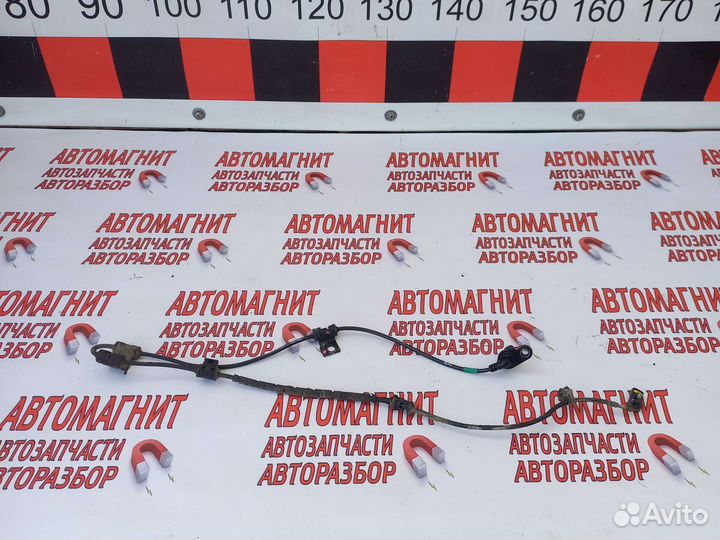 80 90 100 110 120 130 140 150 160 170
АВТОМАГНИТ АВТОМАГНИТ АВТОМАГНИТ АВТОМАГНИТ
АВТОЗАПЧАСТИ АВТОЗАПЧАСТИ АВТОЗАПЧАСТИ АВТОЗАПЧАСТИ
АВТОРАЗБОР АВТОРАЗБОР АВТОРАЗБОР АВТОРАЗБОР
АВТОМАГНИТ АВТОМАГНИТ АВТОМАГНИТ
АВТОЗАПЧАСТИ АВТОЗАПЧАСТИ АВТОЗАПЧАСТИ
АВТОРАЗБОР АВТОРАЗБОР АВТОРАЗБОР
АВТОМАГНИТ АВТОМАГНИТ АВТОМАГНИТ
АВТОЗАПЧАСТИ
АВТОРАЗБОР
АВТОМАГНИТ АВТОМАГНИТ АВТОМАГНИТ
АВТОЗАПЧАСТИ АВТОЗАПЧАСТИ АВТОЗАПЧАСТИ
АВТОРАЗБОР АВТОРАЗБОР АВТОРАЗБОР
Avito